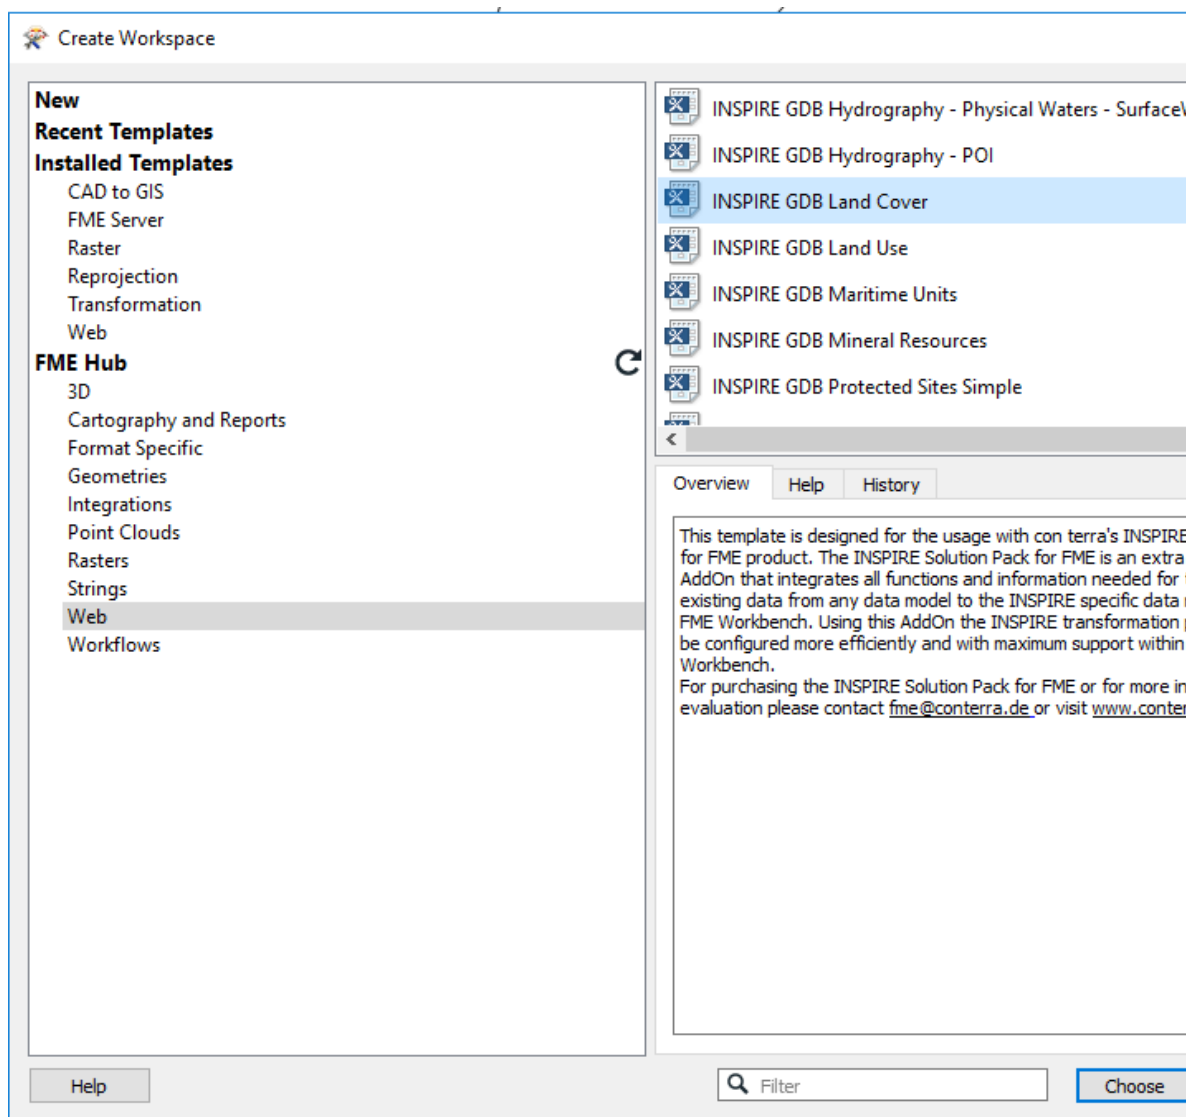 Create Workspace
New
Recent Templates
Installed Templates
CAD to GIS
FME Server
Raster
Reprojection
Transformation
Web
FME Hub
3D
Cartography and Reports
Format Specific
Geometries
Integrations
Point Clouds
Rasters
Strings
Web
Workflows
INSPIRE GDB Hydrography - Physical Waters -
INSPIRE GDB Hydrography - POI
INSPIRE GDB Land Cover
INSPIRE GDB Land Use
INSPIRE GDB Maritime Units
INSPIRE GDB Mineral Resources
INSPIRE GDB Protected Sites Simple
Overview Help History
This template is designed for the usage with con terra's INSPIRE
for FME product. The INSPIRE Solution Pack for FME is an extra
AddOn that integrates all functions and information needed for
existing data from any data model to the INSPIRE specific data
FME Workbench. Using this AddOn the INSPIRE transformation
be configured more efficiently and with maximum support within
Workbench.
For purchasing the INSPIRE Solution Pack for FME or for more
evaluation please contact fme@conterra.de or visit
Help
Filter
Choose